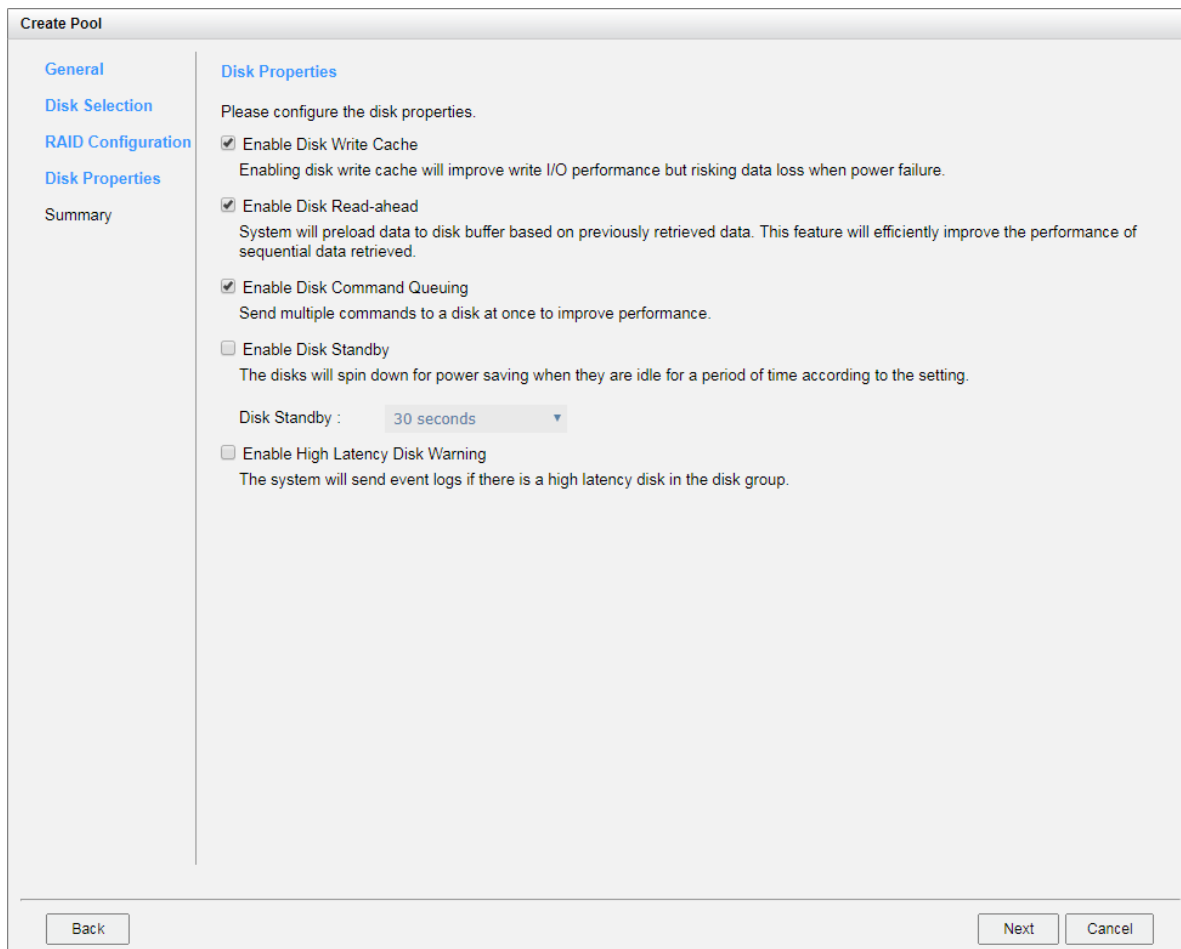 Create Pool
General
Disk Selection
RAID Configuration
Disk Properties
Summary
Disk Properties
Please configure the disk properties.
Enable Disk Write Cache
Enabling disk write cache will improve write I/O performance but risking data loss when power failure.
Enable Disk Read-ahead
System will preload data to disk buffer based on previously retrieved data. This feature will efficiently improve the performance of
sequential data retrieved.
Enable Disk Command Queuing
Send multiple commands to a disk at once to improve performance.
Enable Disk Standby
The disks will spin down for power saving when they are idle for a period of time according to the setting.
Disk Standby : 30 seconds
Enable High Latency Disk Warning
The system will send event logs if there is a high latency disk in the disk group.
Back Next Cancel